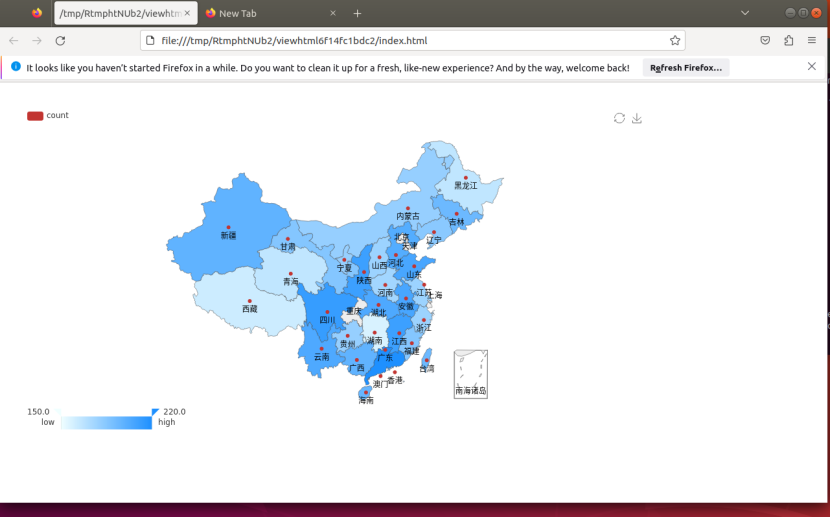 /tmp/RtmphtNUb2/viewhtml
New Tab
file:///tmp/RtmphtNUb2/viewhtml6f14fc1bdc2/index.html
It looks like you haven't started Firefox in a while. Do you want to clean it up for a fresh, like-new experience? And by the way, welcome back!
Refresh Firefox...
count
黑龙江
内蒙古
吉林
新疆
北京
辽宁
甘肃
天津
宁夏
山西
河北
青海
陕西
山东
河南
江苏
上海
西藏
安徽
四川
重庆
湖北
浙江
贵州
湖南
江西
福建
云南
广西
广东
台湾
澳门
香港
海南
南海诸岛
150.0
220.0
low
high